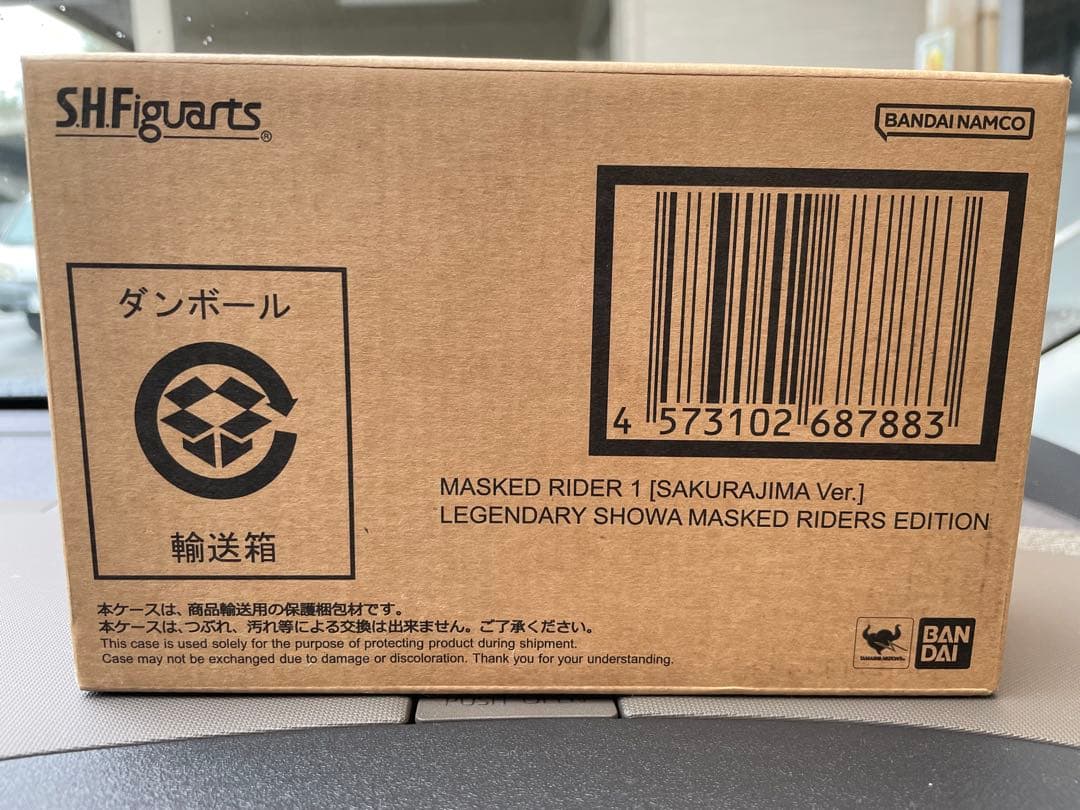 S.H.Figuarts®
BANDAI NAMCO
4 573102 687883
ダンボール
輸送箱
MASKED RIDER 1 [SAKURAJIMA Ver.]
LEGENDARY SHOWA MASKED RIDERS EDITION
本ケースは、商品輸送用の保護梱包材です。
本ケースは、つぶれ、汚れ等による交換は出来ません。ご了承ください。
This case is used solely for the purpose of protecting product during shipment.
Case may not be exchanged due to damage or discoloration. Thank you for your understanding.
TAMASHII NATIONS
BAN
DAI
PUSH OPEN